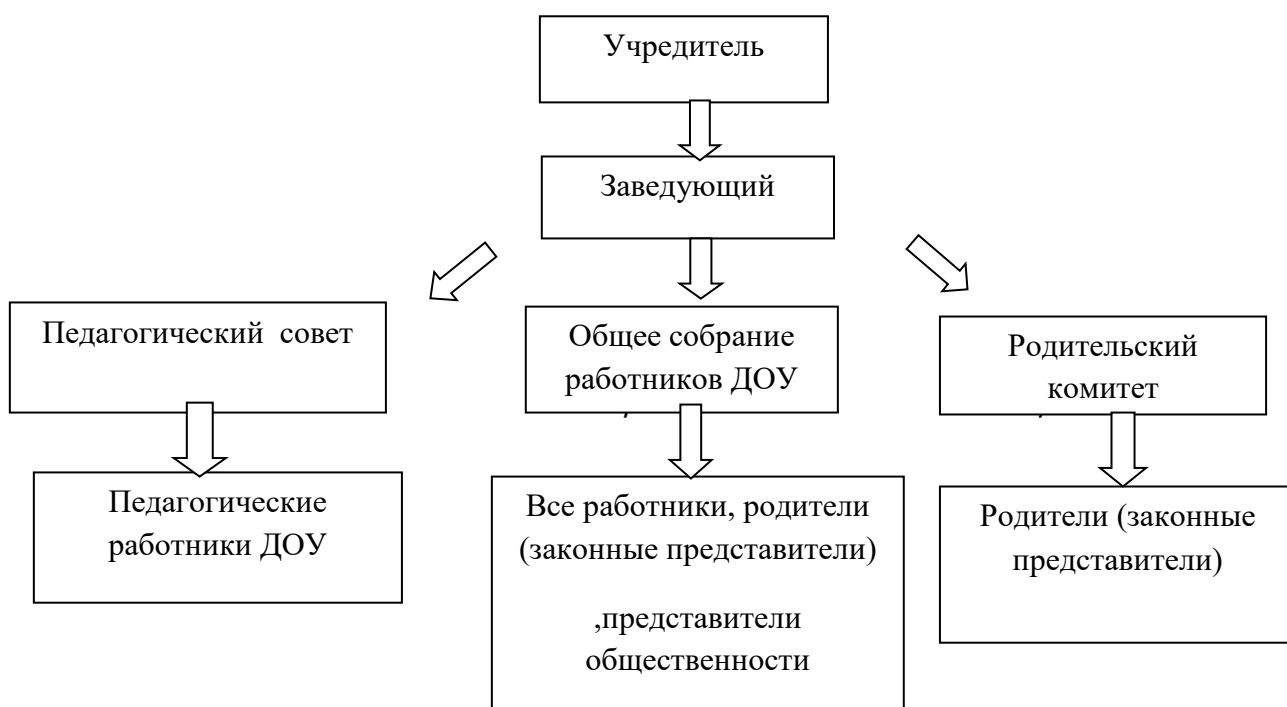 Учредитель
Заведующий
Педагогический совет
Общее собрание
работников ДОУ
Родительский
комитет
Педагогические
работники ДОУ
Все работники, родители
(законные представители)
,представители
общественности
Родители (законные
представители)